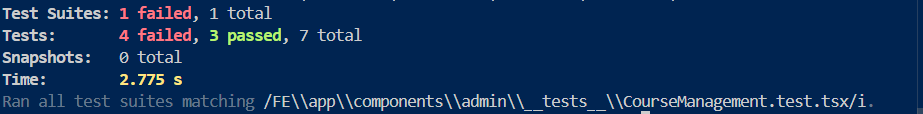 Test Suites: 1 failed, 1 total
Tests:       4 failed, 3 passed, 7 total
Snapshots:   0 total
Time:        2.775 s
Ran all test suites matching /FE\\app\\components\\admin\\__tests__\\CourseManagement.test.tsx/i.